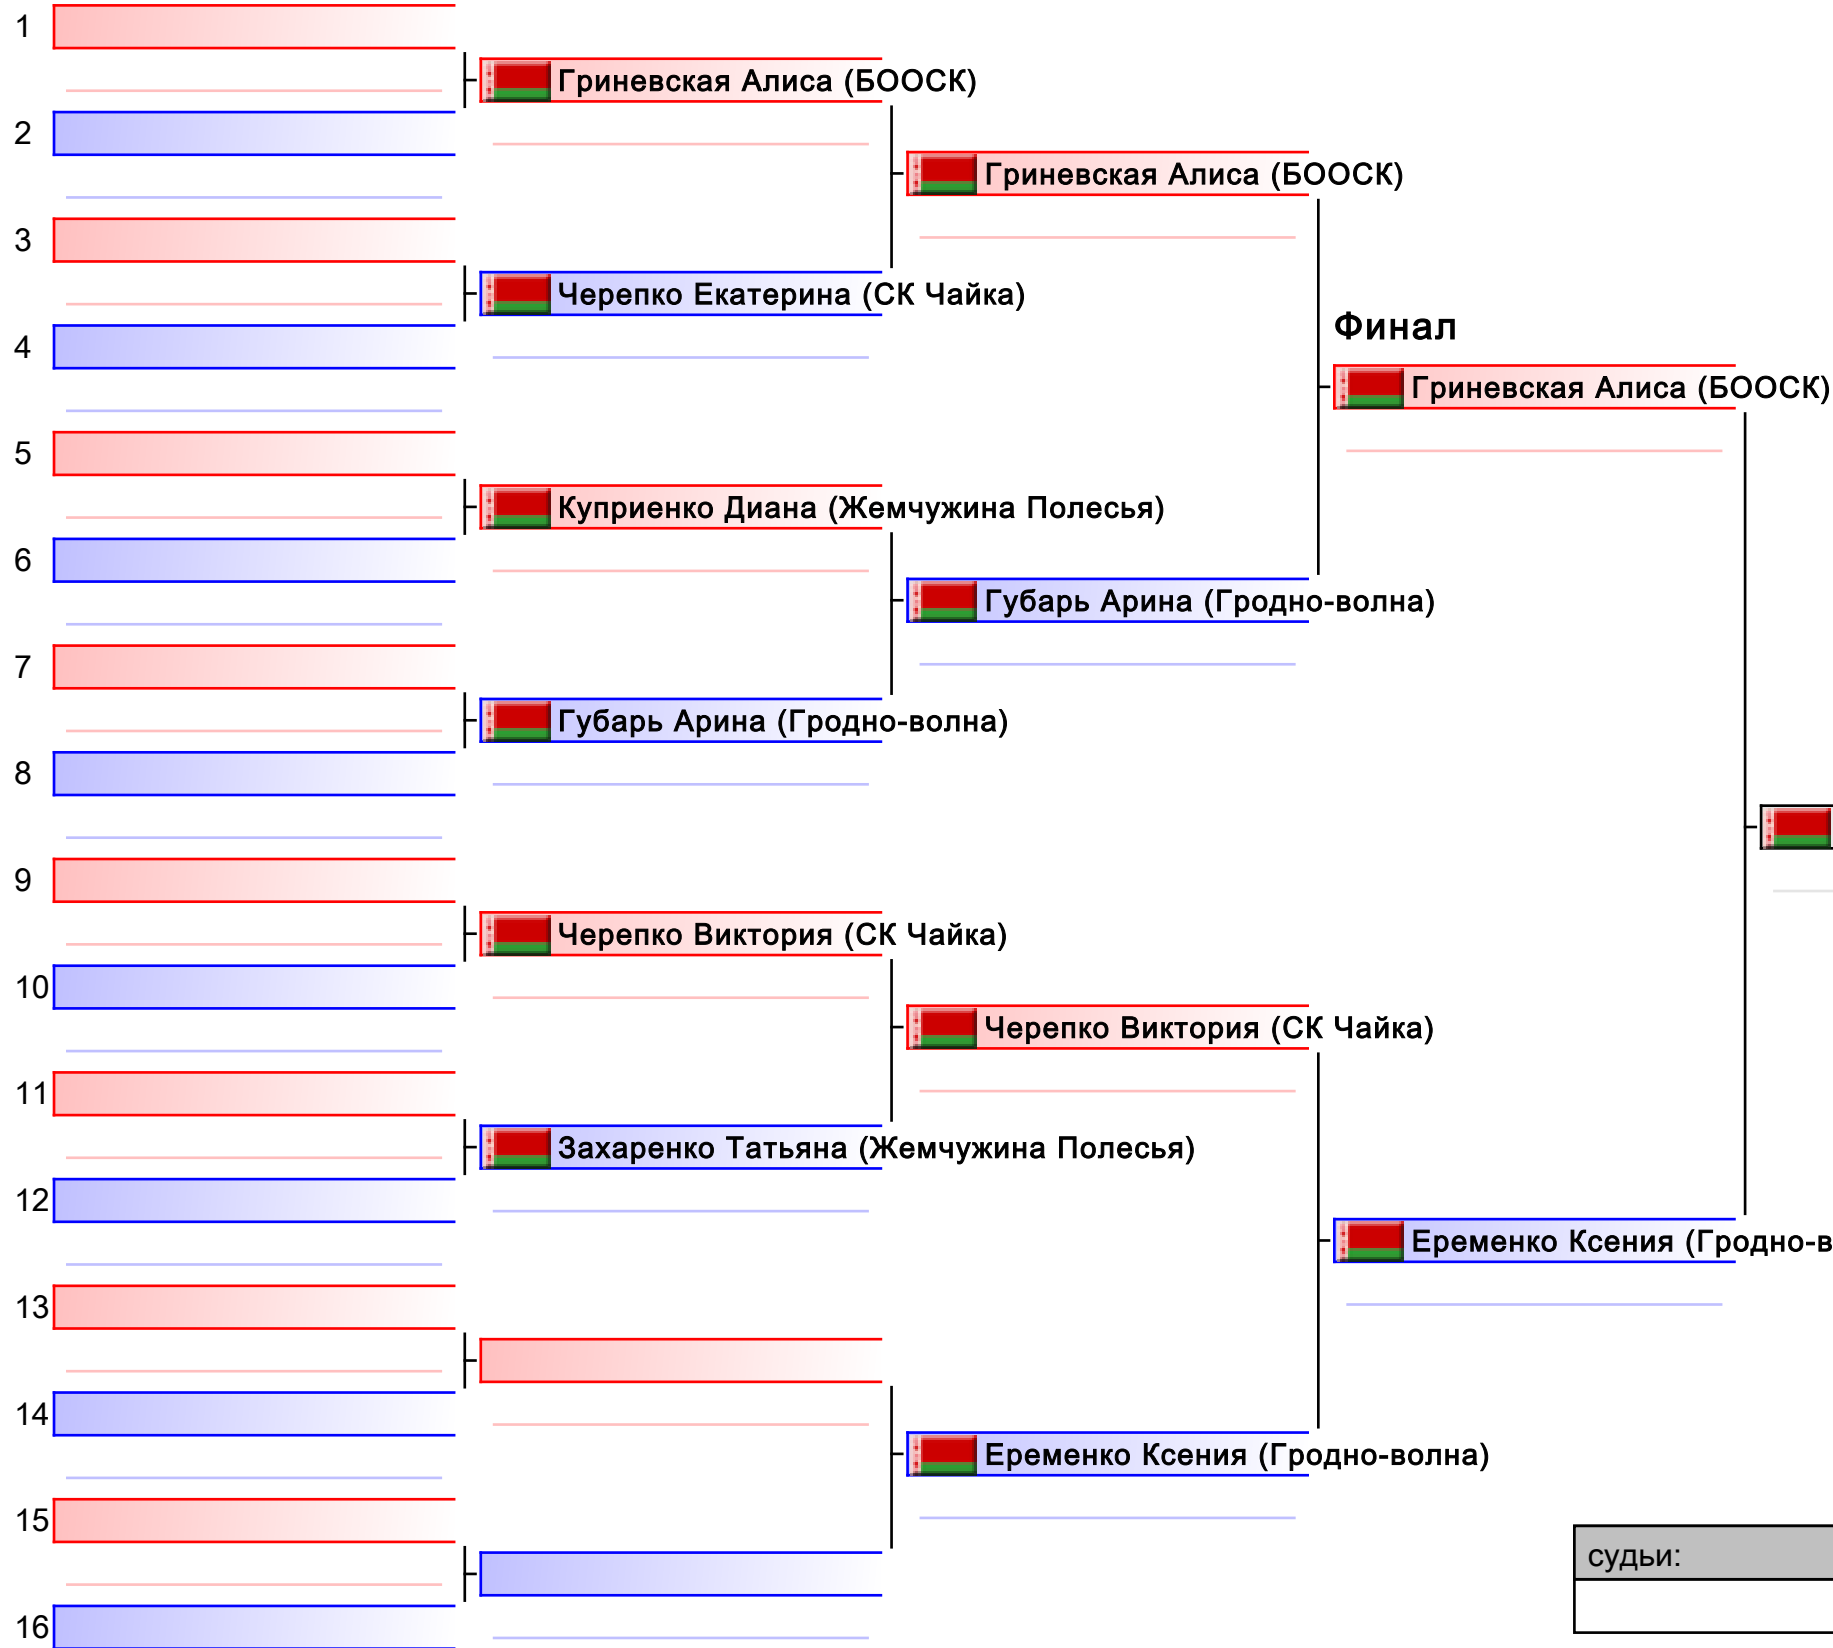 1
Гриневская Алиса (БООСК)
2
Гриневская Алиса (БООСК)
3
Черепко Екатерина (СК Чайка)
Финал
4
Гриневская Алиса (БООСК)
5
Куприенко Диана (Жемчужина Полесья)
6
Губарь Арина (Гродно-волна)
7
Губарь Арина (Гродно-волна)
8
9
Черепко Виктория (СК Чайка)
10
Черепко Виктория (СК Чайка)
11
Захаренко Татьяна (Жемчужина Полесья)
12
Еременко Ксения (Гродно-в
13
14
Еременко Ксения (Гродно-волна)
15
судьи:
16